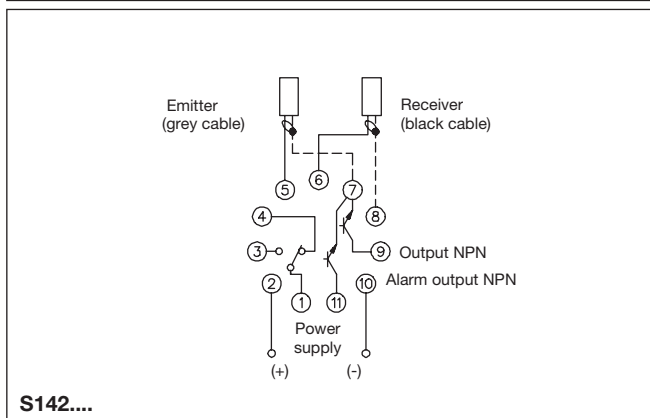 Emitter
(grey cable)
Receiver
(black cable)
5
6
7
8
4
3
9 Output NPN
2
1
11
10 Alarm output NPN
Power
supply
(+)
(-)
S142....